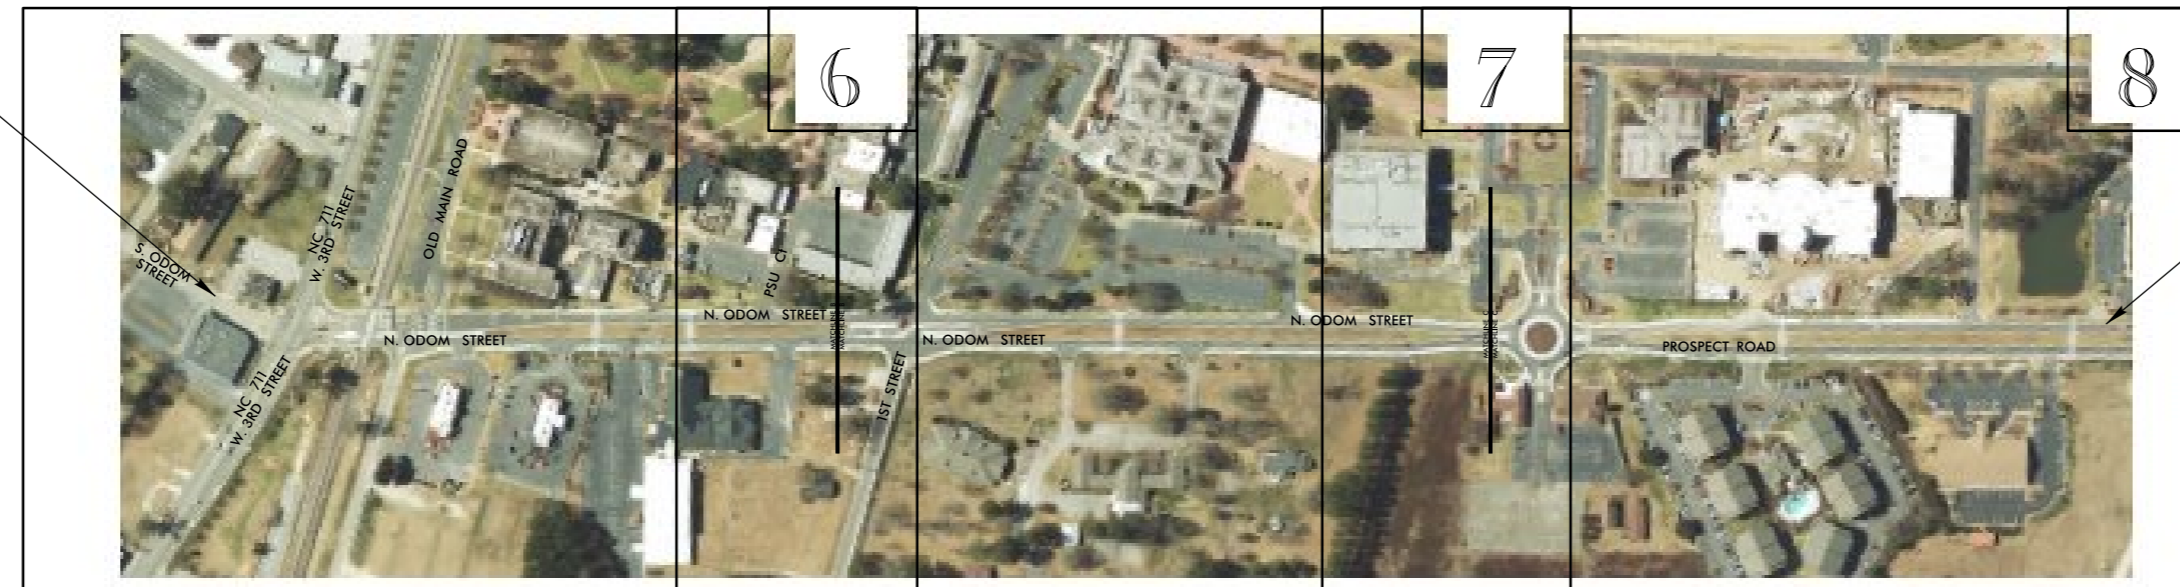 6
7
8
S. ODOM
STREET
NC 711
W. 3RD STREET
OLD MAIN ROAD
NC 711
W. 3RD STREET
N. ODOM STREET
N. ODOM STREET
PSU CT
1ST STREET
N. ODOM STREET
N. ODOM STREET
PROSPECT ROAD